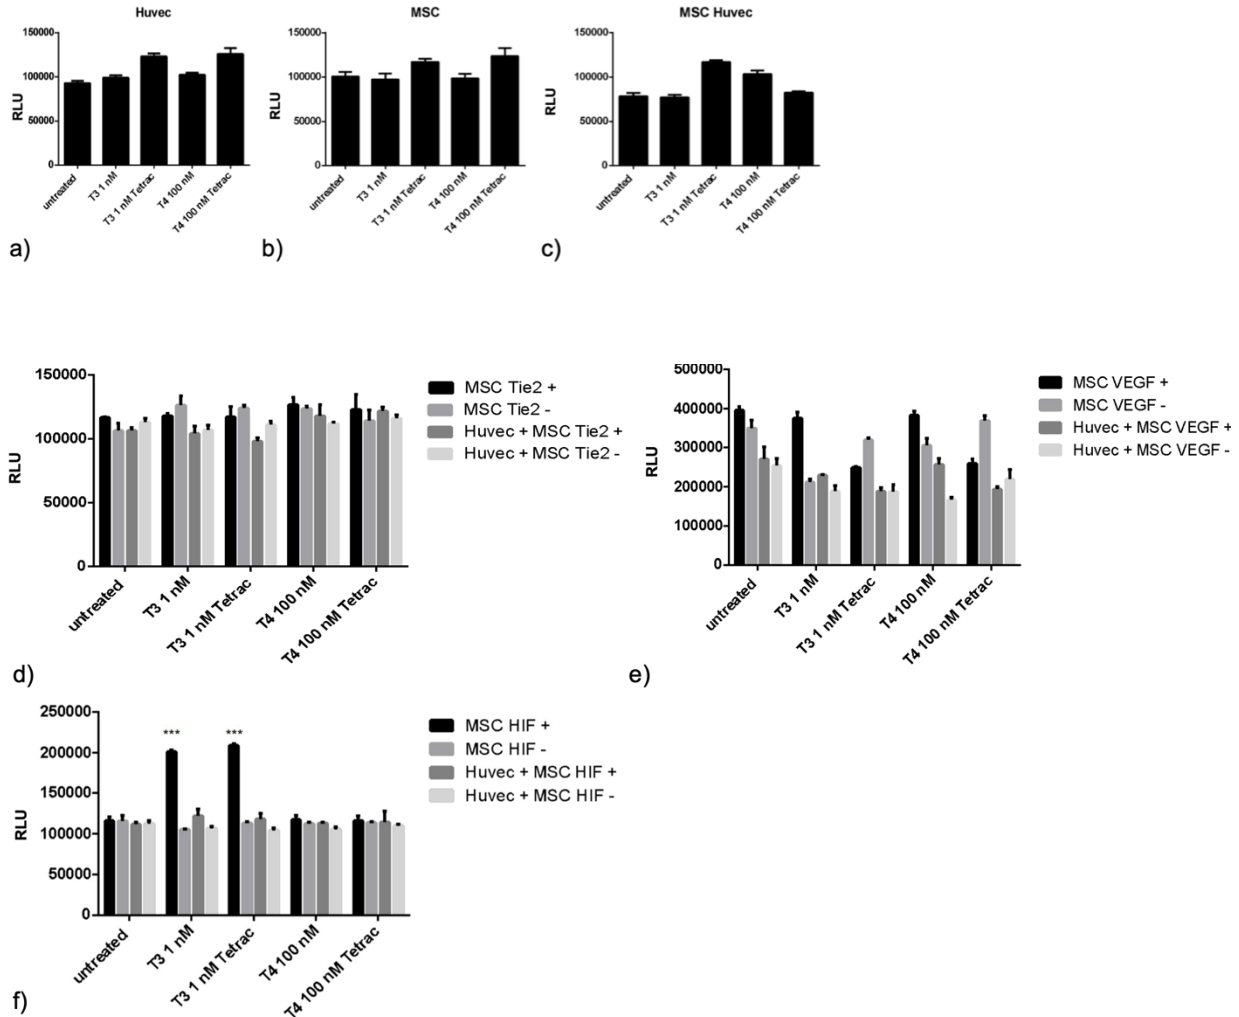 Huvec
150000
100000
50000
0
RLU
untreated
T3 1 nM
T3 1 nM Tetrac
T4 100 nM
T4 100 nM Tetrac
a)
MSC
150000
100000
50000
0
RLU
untreated
T3 1 nM
T3 1 nM Tetrac
T4 100 nM
T4 100 nM Tetrac
b)
MSC Huvec
150000
100000
50000
0
RLU
untreated
T3 1 nM
T3 1 nM Tetrac
T4 100 nM
T4 100 nM Tetrac
c)
150000
100000
50000
0
RLU
untreated
T3 1 nM
T3 1 nM Tetrac
T4 100 nM
T4 100 nM Tetrac
MSC Tie2 +
MSC Tie2 -
Huvec + MSC Tie2 +
Huvec + MSC Tie2 -
d)
500000
400000
300000
200000
100000
0
RLU
untreated
T3 1 nM
T3 1 nM Tetrac
T4 100 nM
T4 100 nM Tetrac
MSC VEGF +
MSC VEGF -
Huvec + MSC VEGF +
Huvec + MSC VEGF -
e)
250000
200000
150000
100000
50000
0
RLU
***
***
untreated
T3 1 nM
T3 1 nM Tetrac
T4 100 nM
T4 100 nM Tetrac
MSC HIF +
MSC HIF -
Huvec + MSC HIF +
Huvec + MSC HIF -
f)